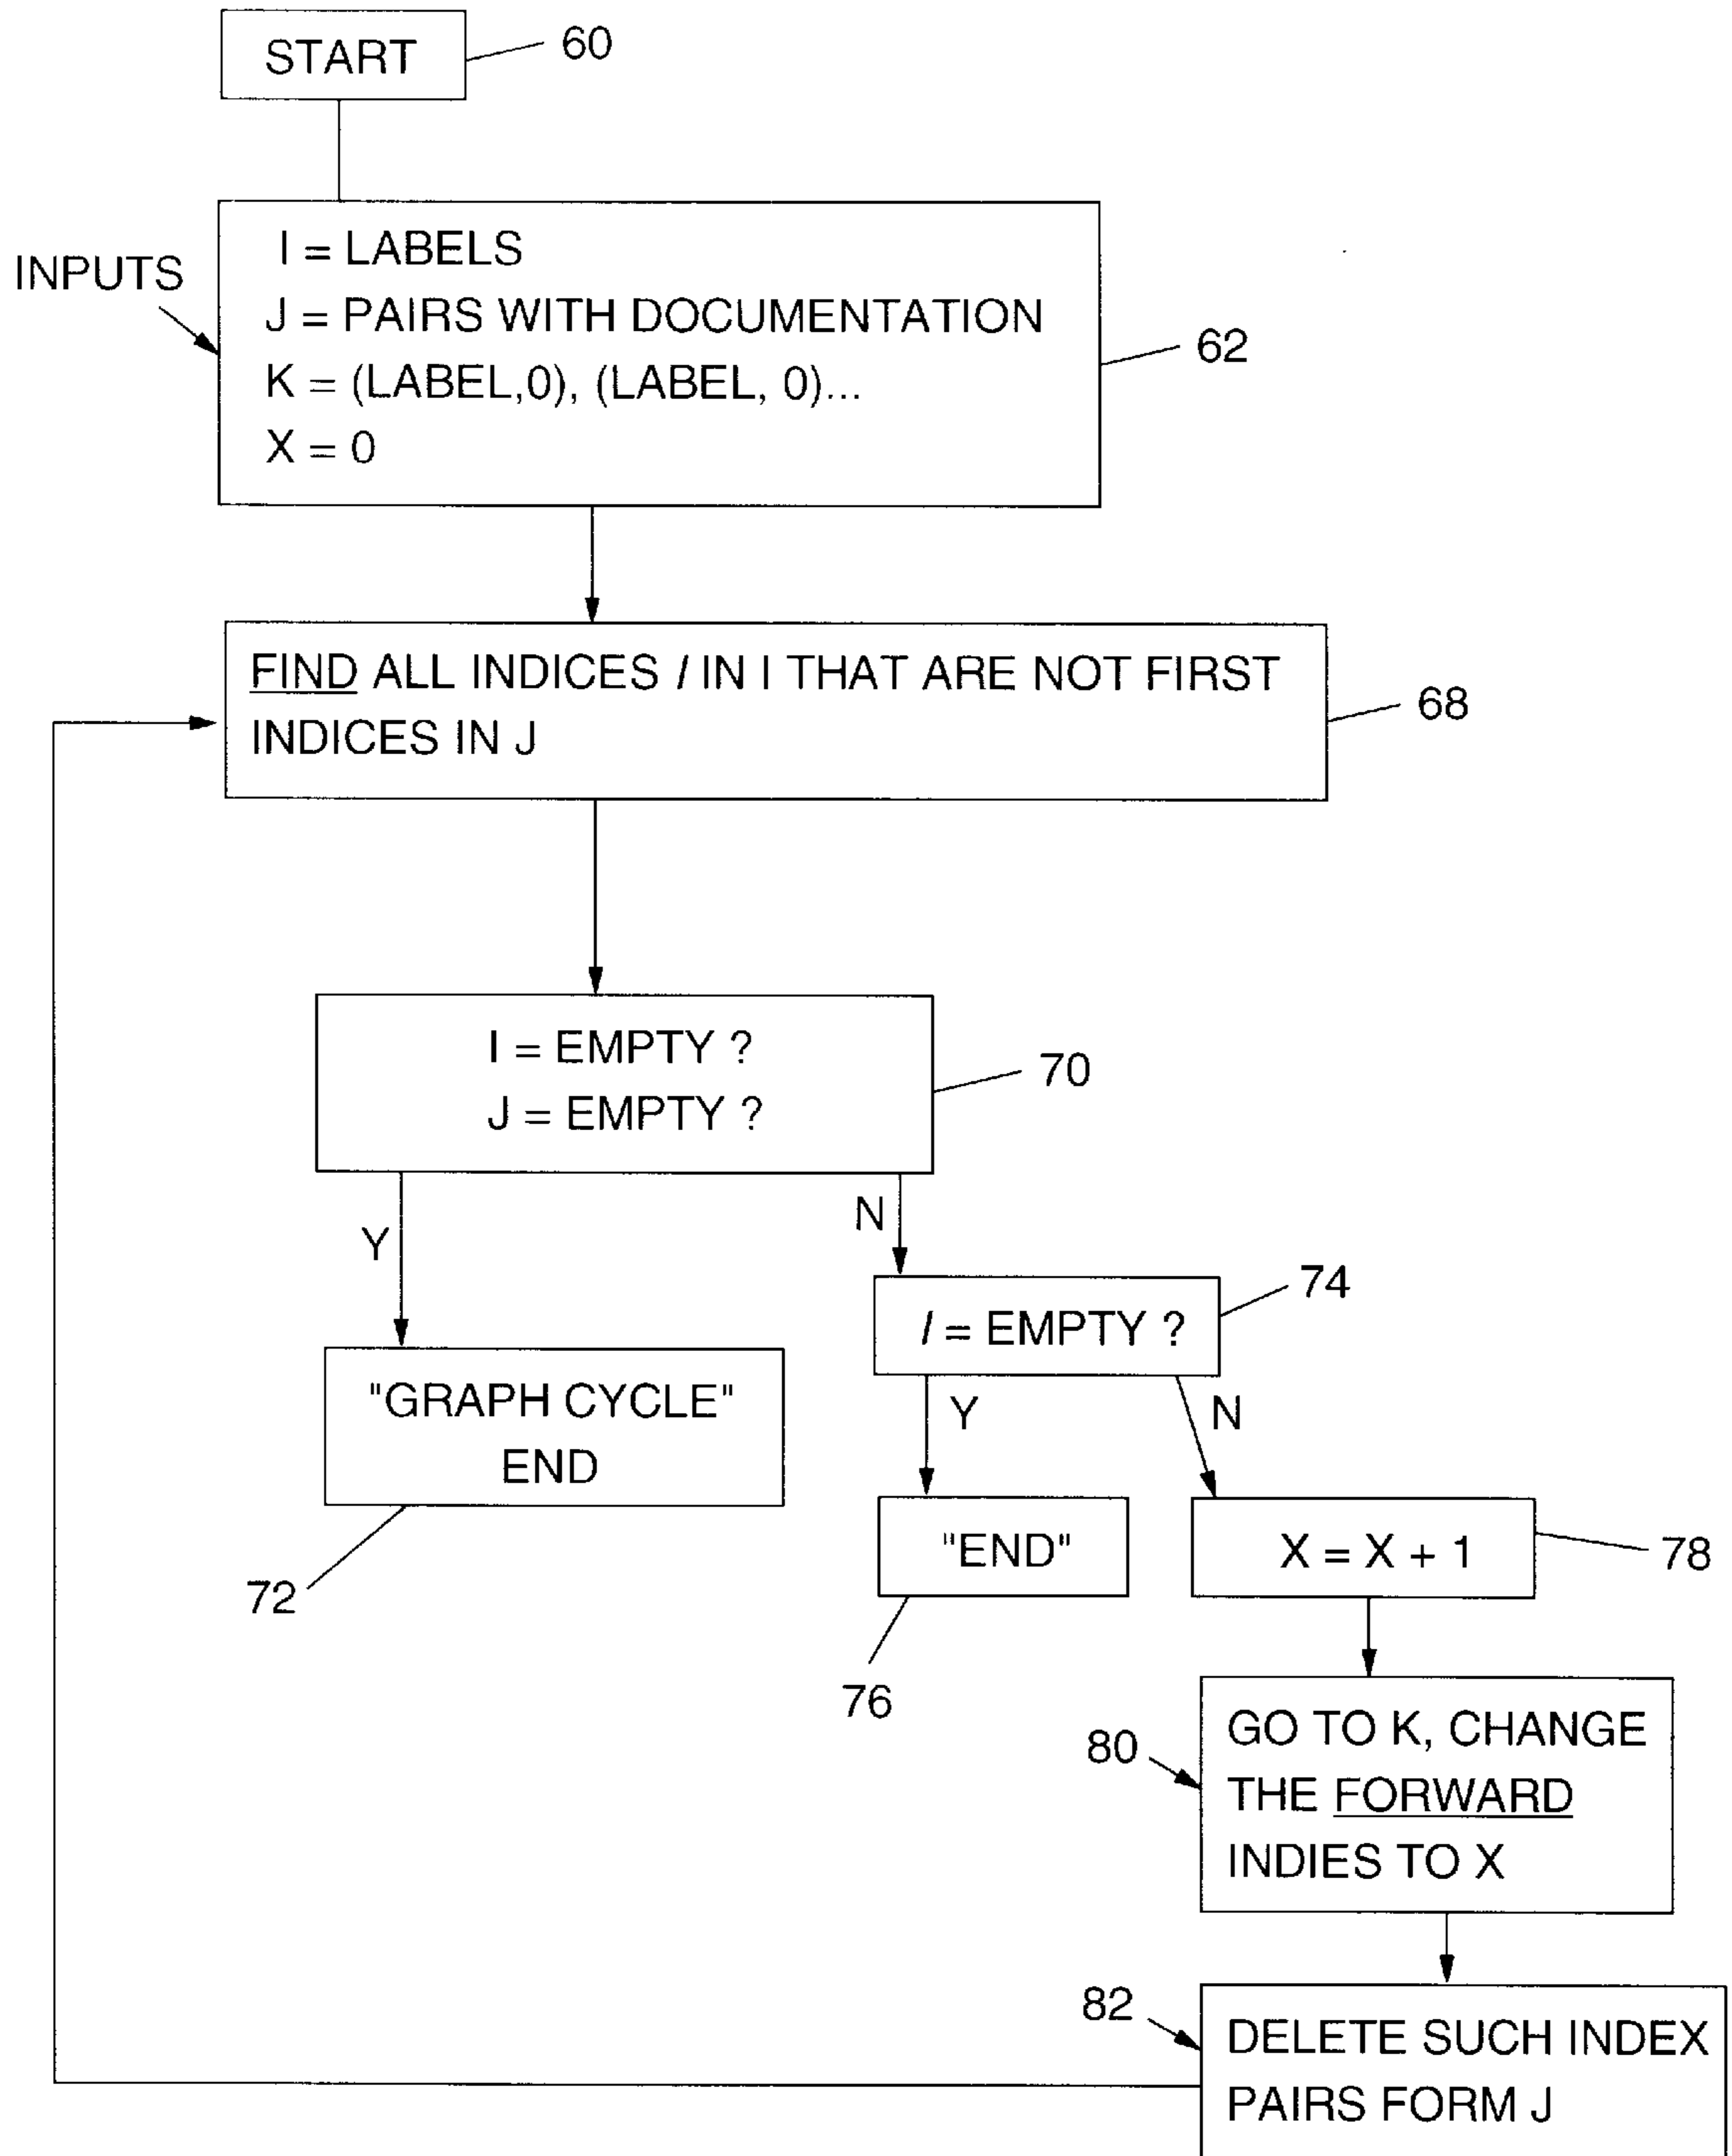 START
60
INPUTS
I = LABELS
J = PAIRS WITH DOCUMENTATION
K = (LABEL,0), (LABEL, 0)...
X = 0
62
FIND ALL INDICES I IN I THAT ARE NOT FIRST
INDICES IN J
68
I = EMPTY ?
J = EMPTY ?
70
Y
N
"GRAPH CYCLE"
END
72
I = EMPTY ?
74
Y
N
"END"
76
X = X + 1
78
GO TO K, CHANGE
THE FORWARD
INDIES TO X
80
DELETE SUCH INDEX
PAIRS FORM J
82